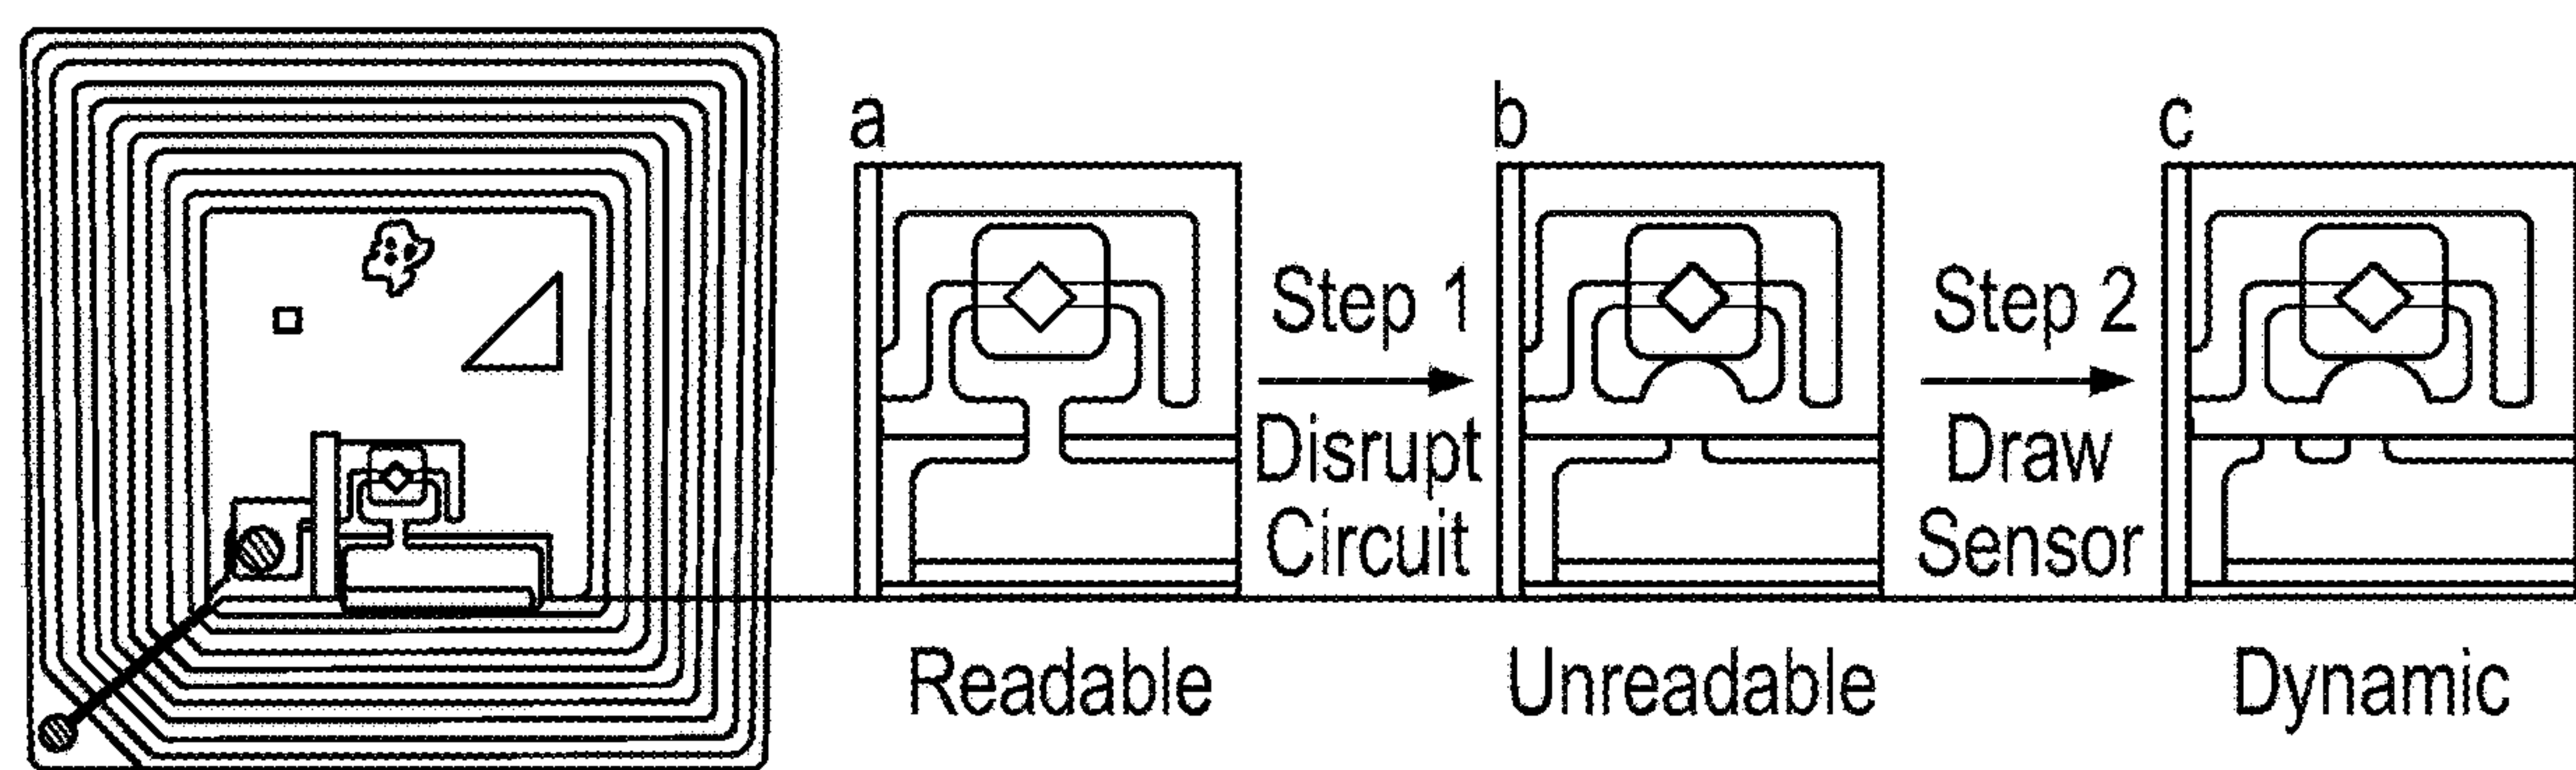 a
b
c
Step 1
Disrupt
Circuit
Step 2
Draw
Sensor
Readable
Unreadable
Dynamic